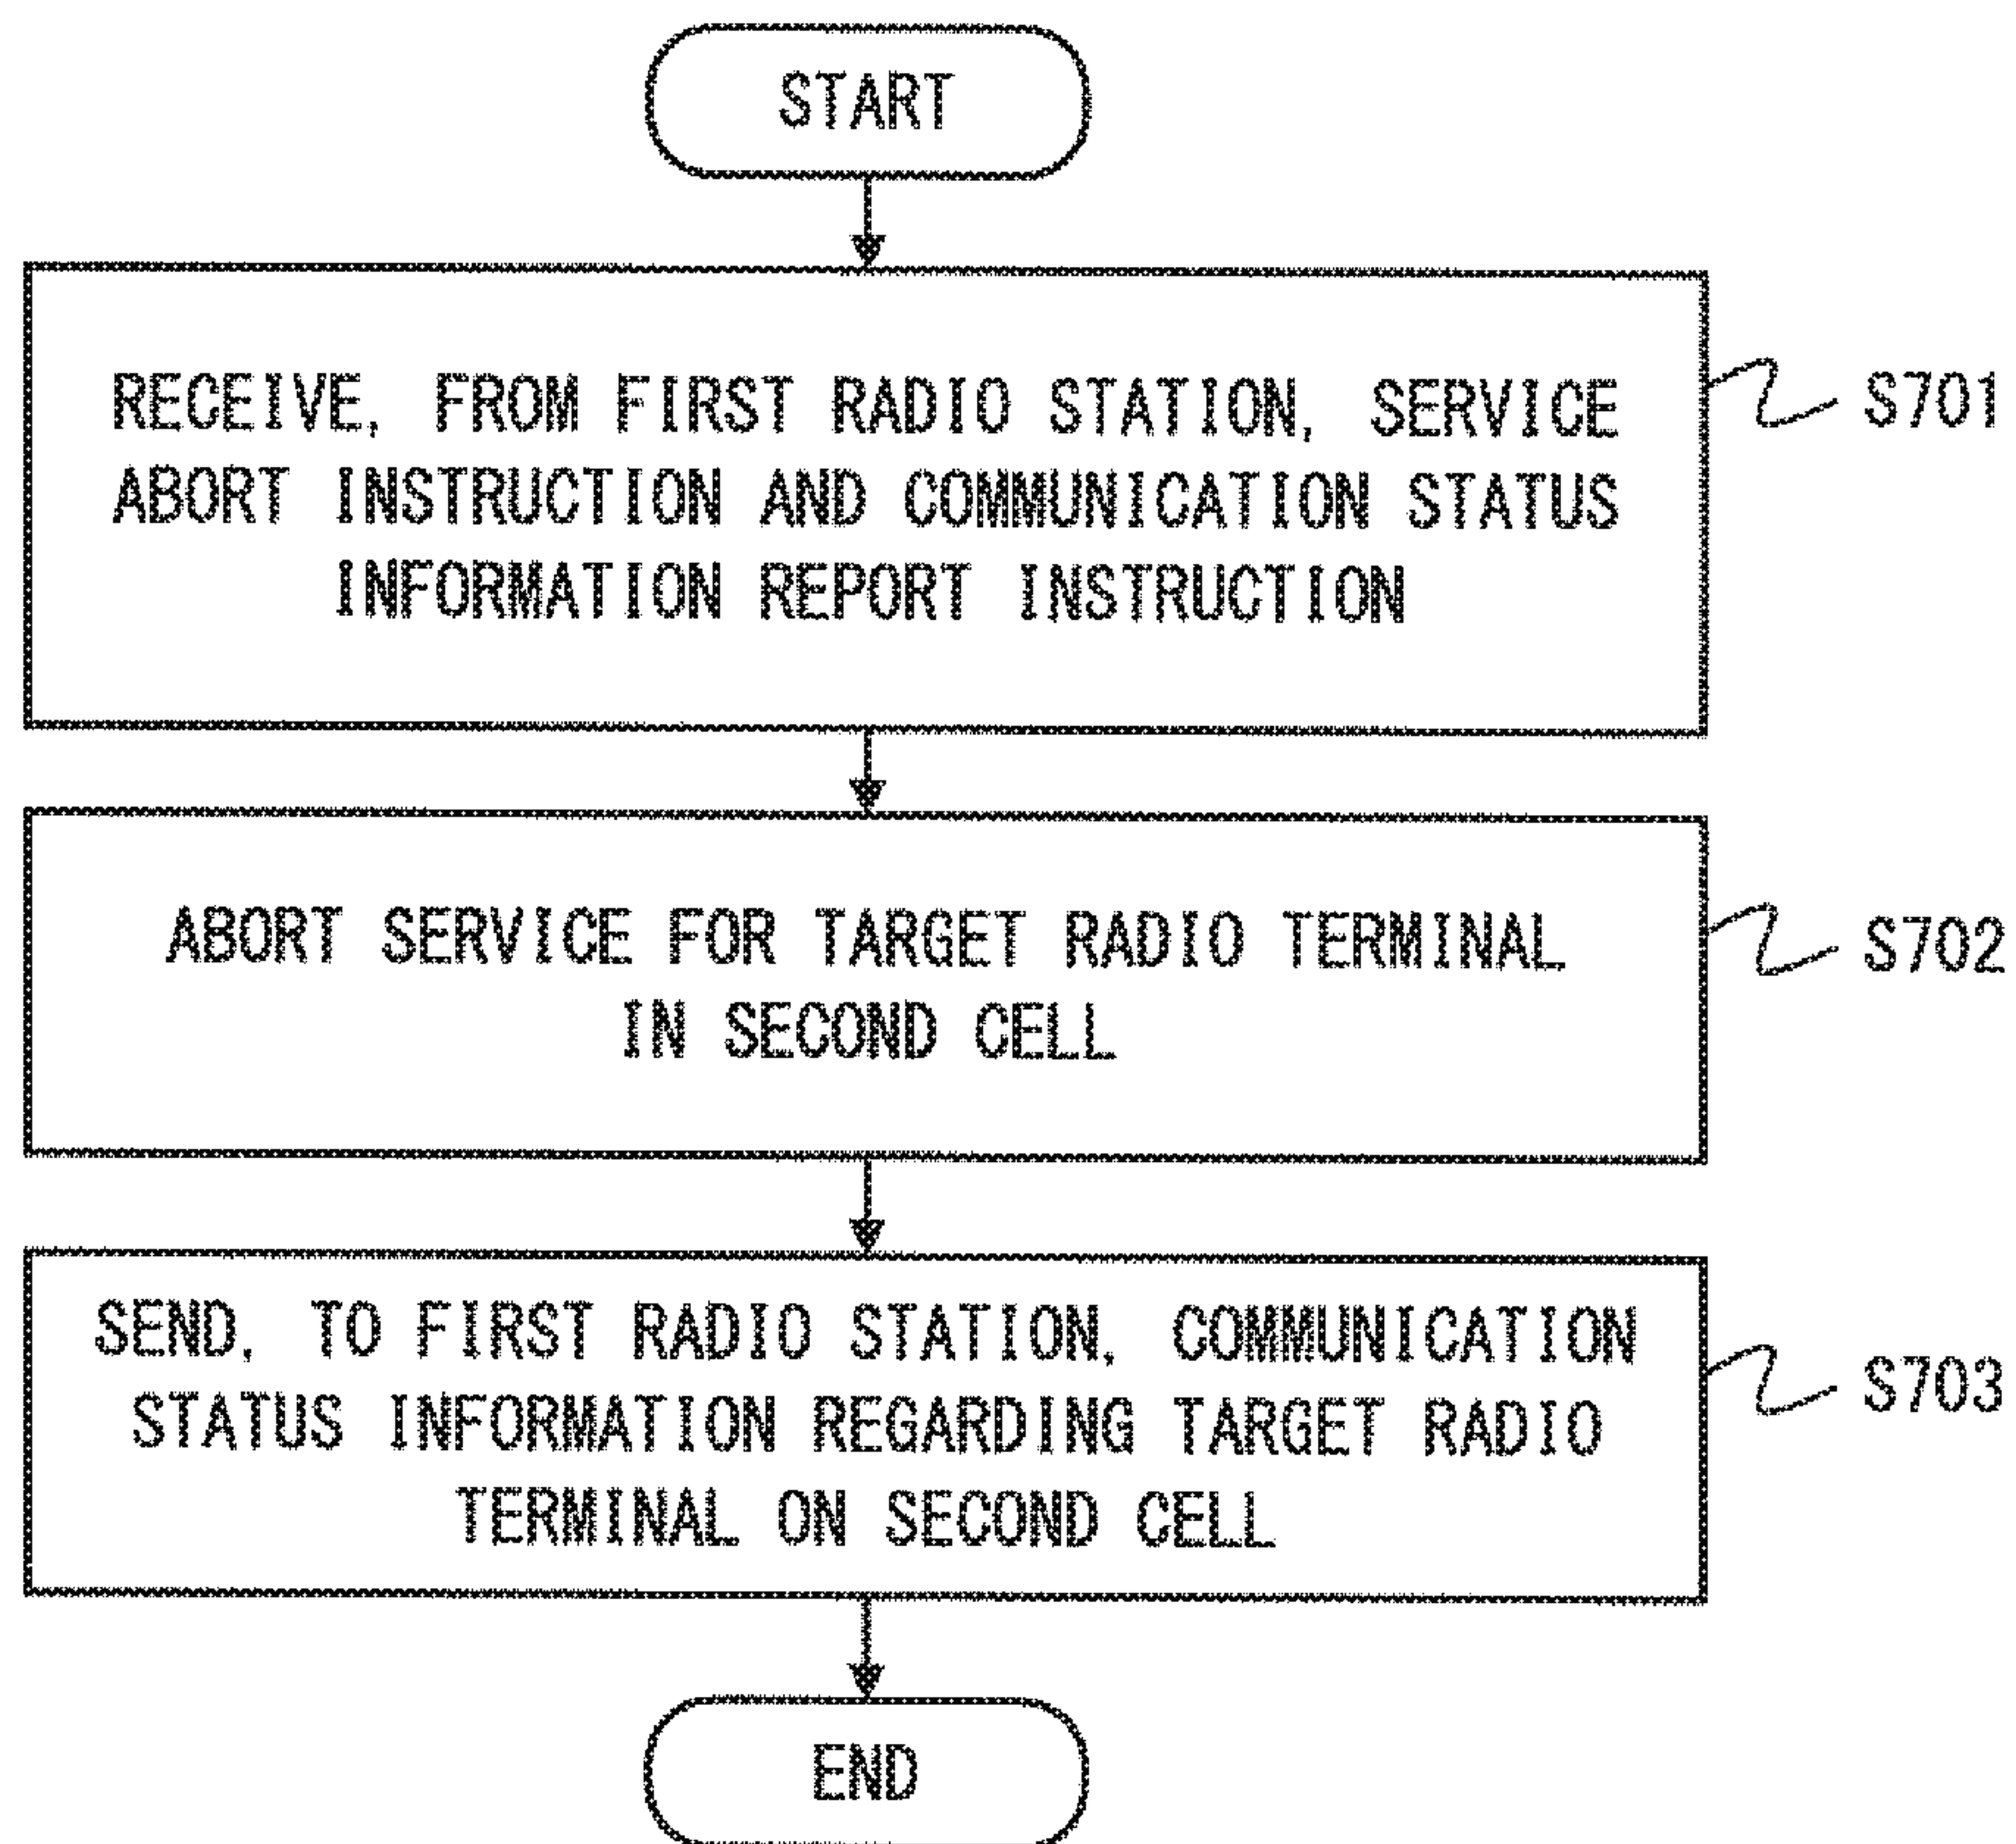 START
RECEIVE, FROM FIRST RADIO STATION, SERVICE
ABORT INSTRUCTION AND COMMUNICATION STATUS
INFORMATION REPORT INSTRUCTION
S701
ABORT SERVICE FOR TARGET RADIO TERMINAL
IN SECOND CELL
S702
SEND, TO FIRST RADIO STATION, COMMUNICATION
STATUS INFORMATION REGARDING TARGET RADIO
TERMINAL ON SECOND CELL
S703
END